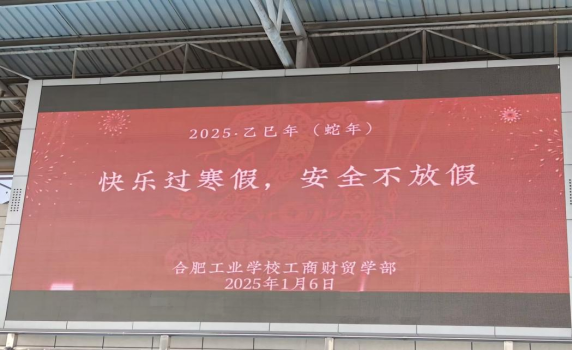 2025·乙巳年（蛇年）
快乐过寒假，安全不放假
合肥工业学校工商财贸学部
2025年1月6日